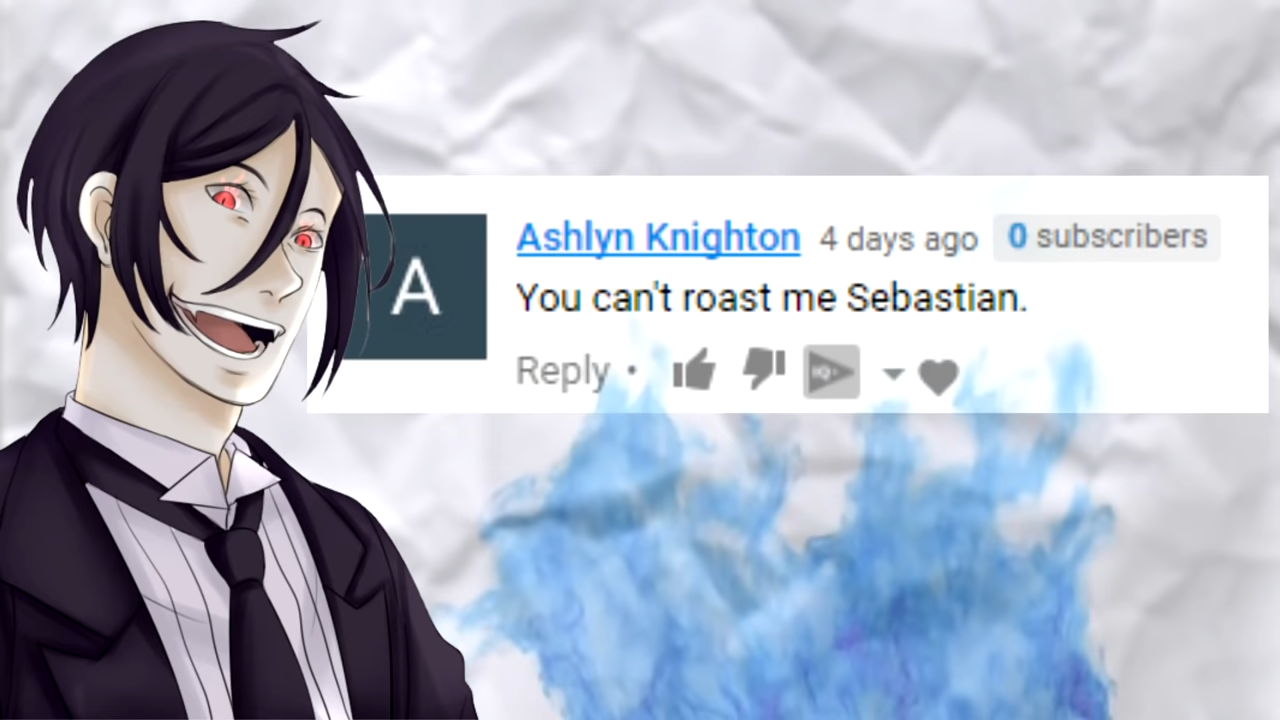 A
Ashlyn Knighton 4 days ago 0 subscribers
You can't roast me Sebastian.
Reply •